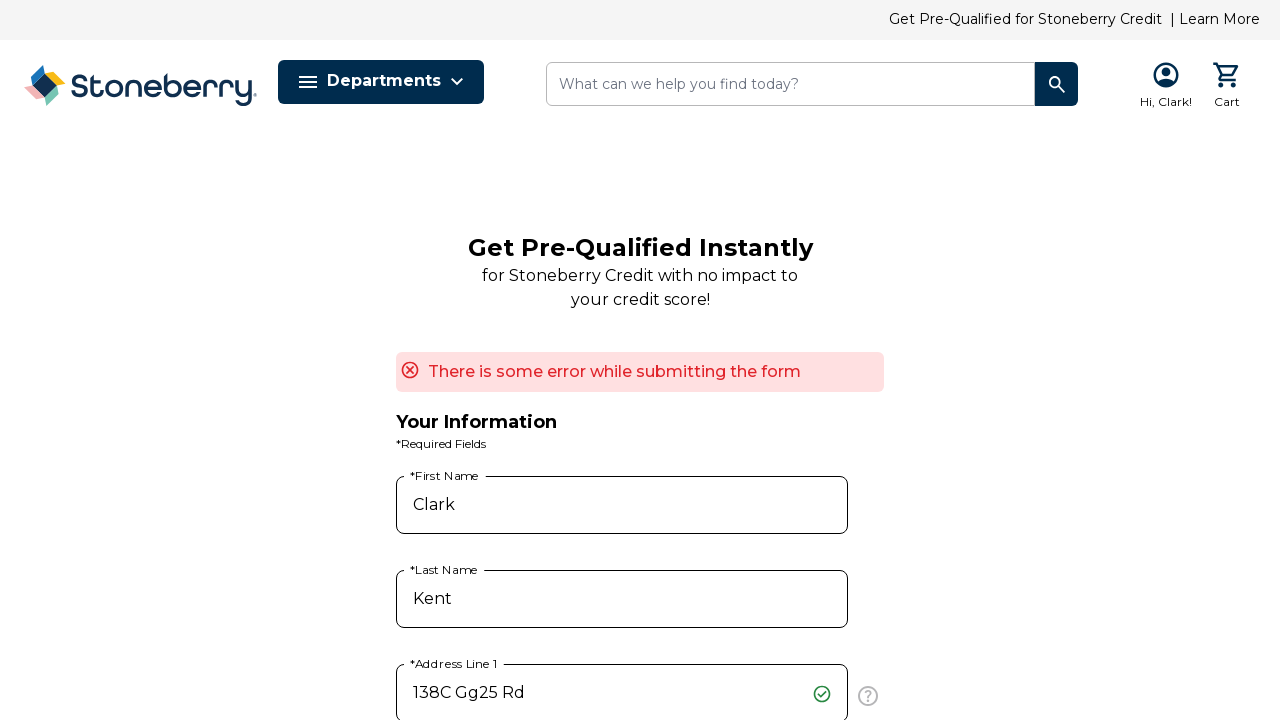 Get Pre-Qualified for Stoneberry Credit | Learn More
Stoneberry
Departments
What can we help you find today?
Hi, Clark!
Cart
Get Pre-Qualified Instantly
for Stoneberry Credit with no impact to
your credit score!
There is some error while submitting the form
Your Information
*Required Fields
*First Name
Clark
*Last Name
Kent
*Address Line 1
138C Gg25 Rd